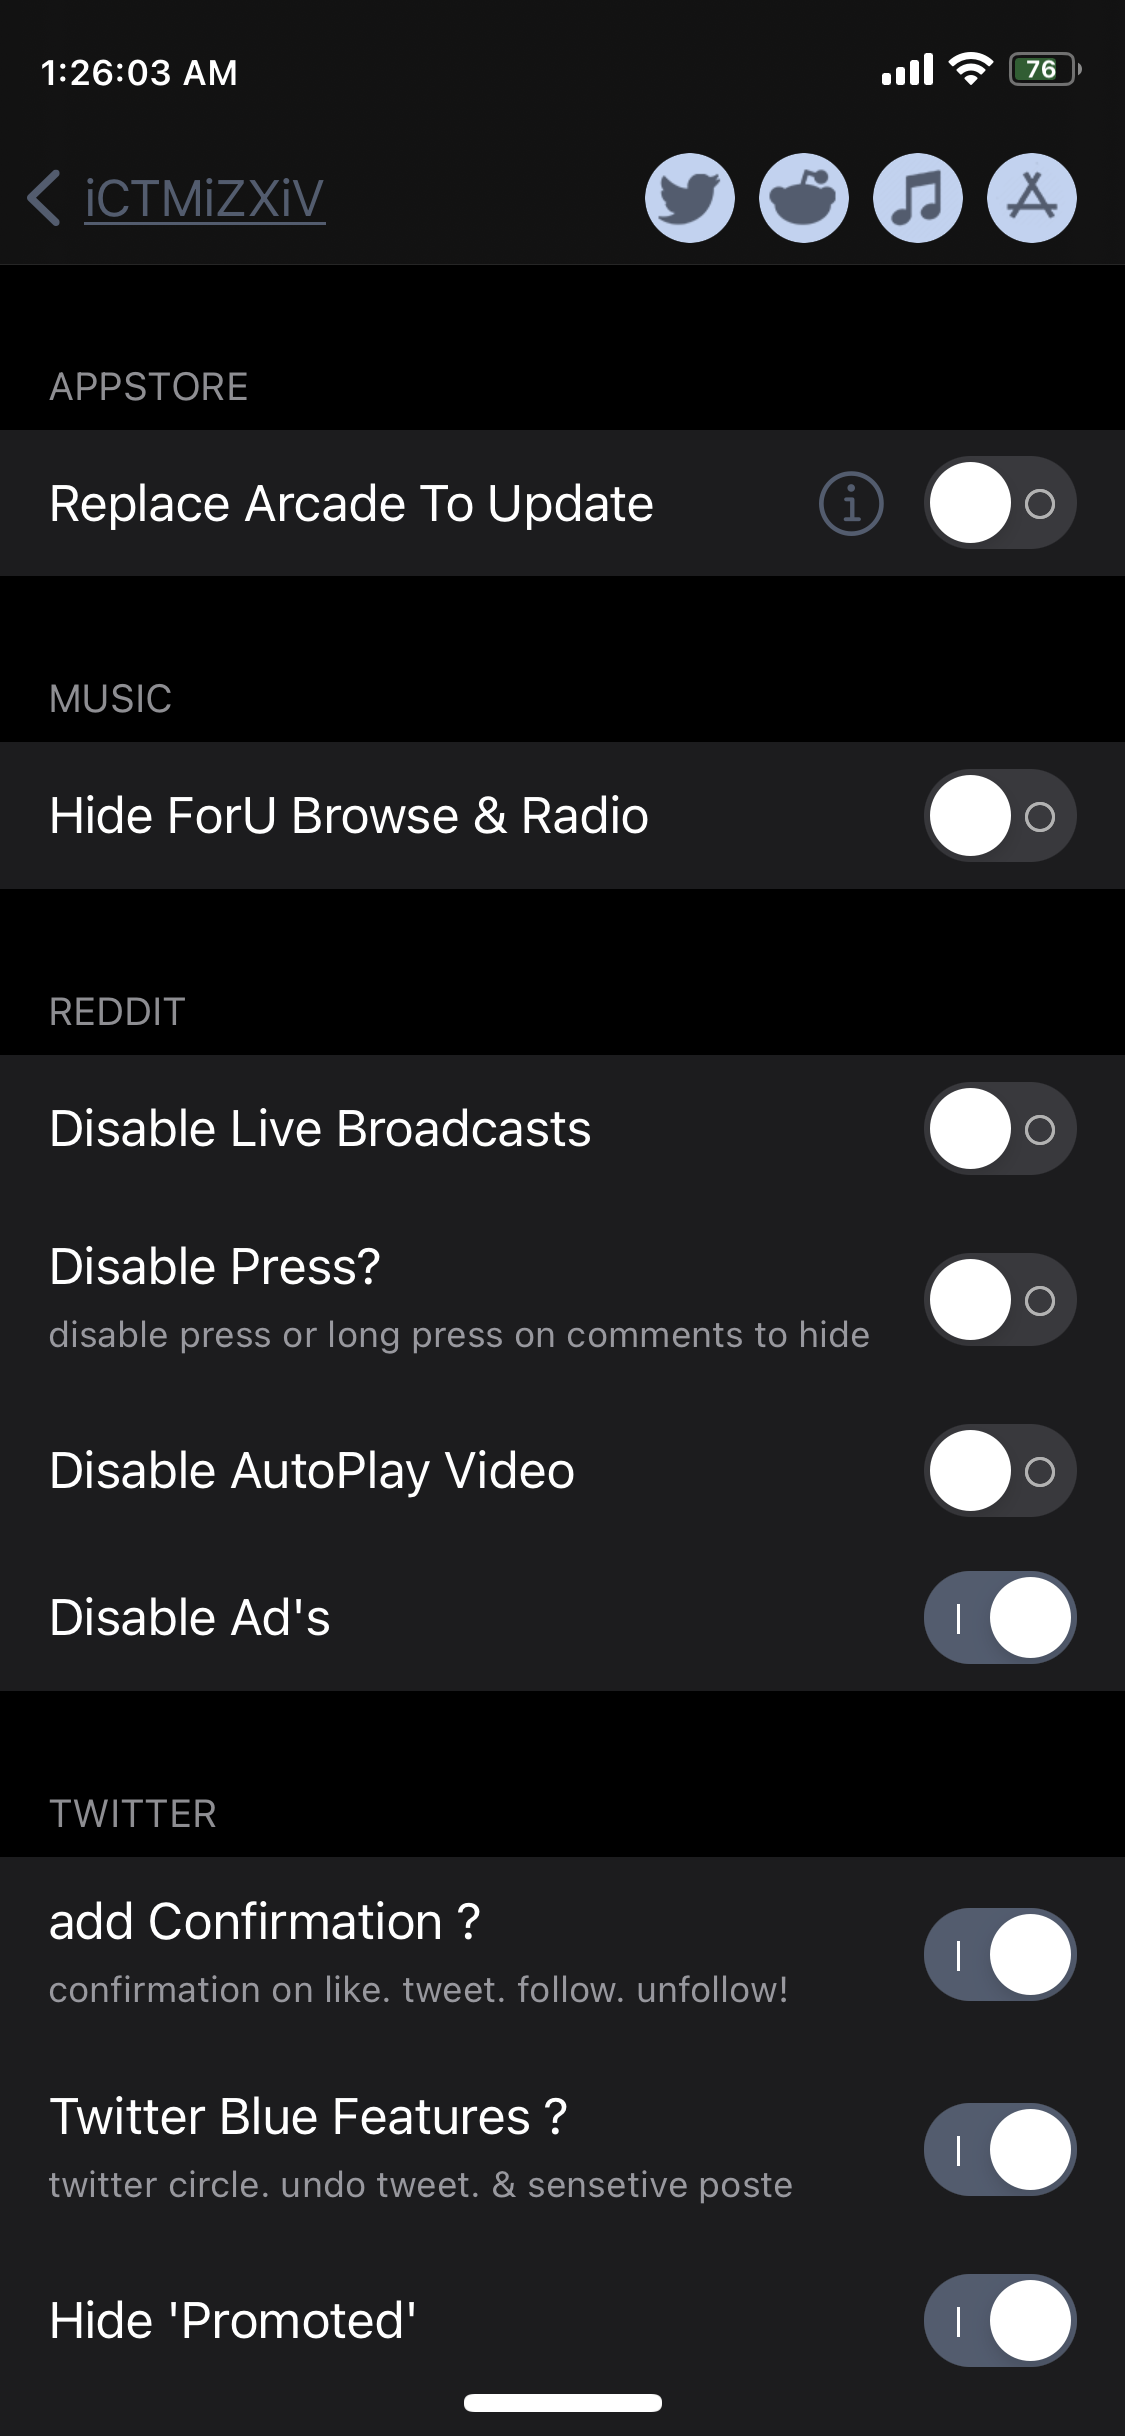 1:26:03 AM
76
iCTMiZXiV
APPSTORE
Replace Arcade To Update
MUSIC
Hide ForU Browse & Radio
REDDIT
Disable Live Broadcasts
Disable Press?
disable press or long press on comments to hide
Disable AutoPlay Video
Disable Ad's
TWITTER
add Confirmation ?
confirmation on like. tweet. follow. unfollow!
Twitter Blue Features ?
twitter circle. undo tweet. & sensetive poste
Hide 'Promoted'